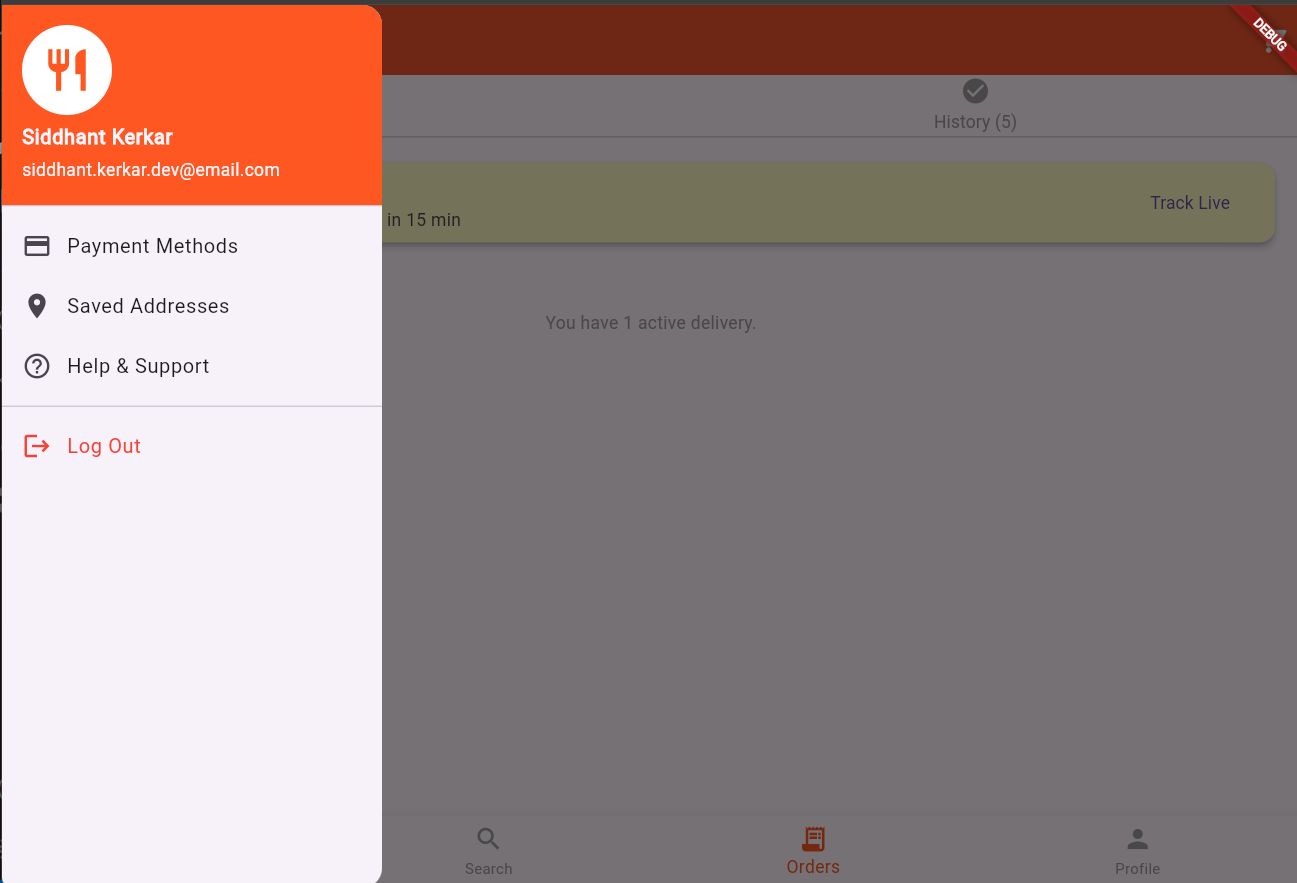 DEBUG
Siddhant Kerkar
siddhant.kerkar.dev@email.com
Payment Methods
Saved Addresses
Help & Support
Log Out
History (5)
in 15 min
Track Live
You have 1 active delivery.
Search
Orders
Profile